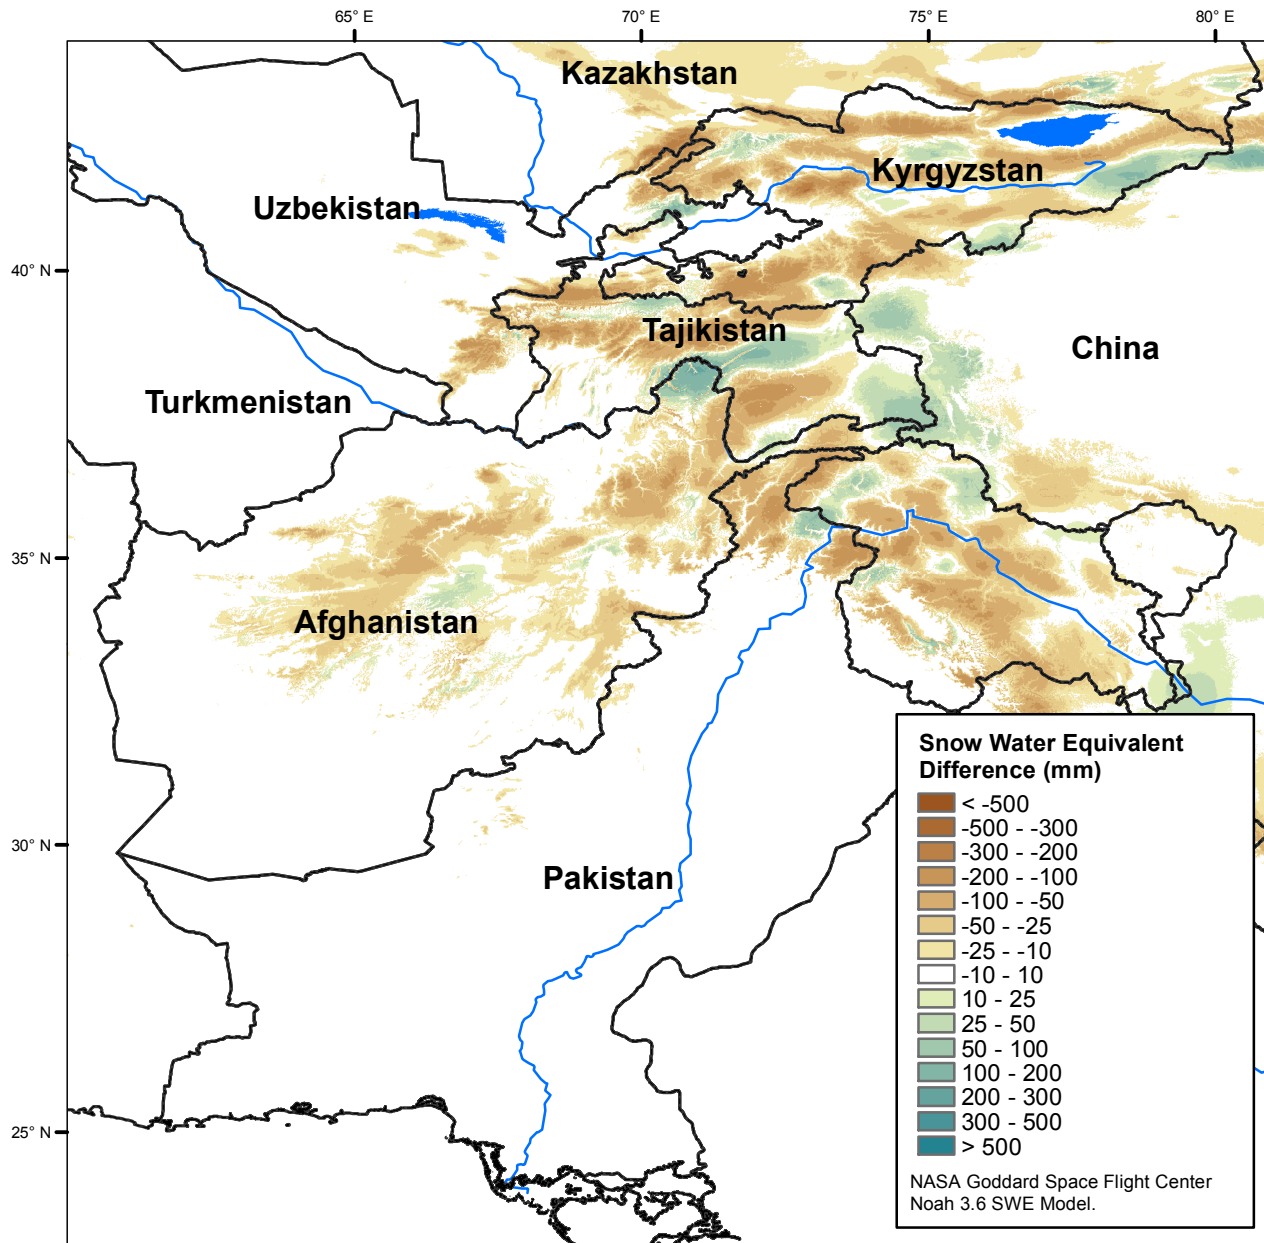 65° E
70° E
75° E
80° E
Kazakhstan
Kyrgyzstan
Uzbekistan
40° N
Tajikistan
China
Turkmenistan
35° N
Afghanistan
30° N
Pakistan
25° N
Snow Water Equivalent
Difference (mm)
< -500
-500 - -300
-300 - -200
-200 - -100
-100 - -50
-50 - -25
-25 - -10
-10 - 10
10 - 25
25 - 50
50 - 100
100 - 200
200 - 300
300 - 500
> 500
NASA Goddard Space Flight Center
Noah 3.6 SWE Model.